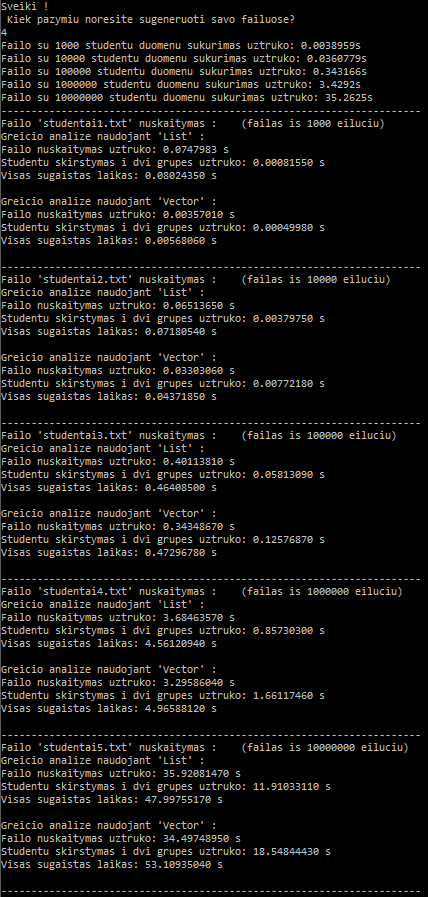 Sveiki !
Kiek pazymiu noresite sugeneruoti savo failuose?
4
Failo su 1000 studentu duomenu sukurimas uztruko: 0.0038959s
Failo su 10000 studentu duomenu sukurimas uztruko: 0.0360779s
Failo su 100000 studentu duomenu sukurimas uztruko: 0.343166s
Failo su 1000000 studentu duomenu sukurimas uztruko: 3.4292s
Failo su 10000000 studentu duomenu sukurimas uztruko: 35.2625s
----------------------------------------------------------------------
Failo 'studentai1.txt' nuskaitymas : (failas is 1000 eiluciu)
Greicio analize naudojant 'List' :
Failo nuskaitymas uztruko: 0.0747983 s
Studentu skirstymas i dvi grupes uztruko: 0.00081550 s
Visas sugaistas laikas: 0.08024350 s
Greicio analize naudojant 'Vector' :
Failo nuskaitymas uztruko: 0.00357010 s
Studentu skirstymas i dvi grupes uztruko: 0.00049980 s
Visas sugaistas laikas: 0.00568060 s
----------------------------------------------------------------------
Failo 'studentai2.txt' nuskaitymas : (failas is 10000 eiluciu)
Greicio analize naudojant 'List' :
Failo nuskaitymas uztruko: 0.06513650 s
Studentu skirstymas i dvi grupes uztruko: 0.00379750 s
Visas sugaistas laikas: 0.07180540 s
Greicio analize naudojant 'Vector' :
Failo nuskaitymas uztruko: 0.03303060 s
Studentu skirstymas i dvi grupes uztruko: 0.00772180 s
Visas sugaistas laikas: 0.04371850 s
----------------------------------------------------------------------
Failo 'studentai3.txt' nuskaitymas : (failas is 100000 eiluciu)
Greicio analize naudojant 'List' :
Failo nuskaitymas uztruko: 0.40113810 s
Studentu skirstymas i dvi grupes uztruko: 0.05813090 s
Visas sugaistas laikas: 0.46408500 s
Greicio analize naudojant 'Vector' :
Failo nuskaitymas uztruko: 0.34348670 s
Studentu skirstymas i dvi grupes uztruko: 0.12576870 s
Visas sugaistas laikas: 0.47296780 s
----------------------------------------------------------------------
Failo 'studentai4.txt' nuskaitymas : (failas is 1000000 eiluciu)
Greicio analize naudojant 'List' :
Failo nuskaitymas uztruko: 3.68463570 s
Studentu skirstymas i dvi grupes uztruko: 0.85730300 s
Visas sugaistas laikas: 4.56120940 s
Greicio analize naudojant 'Vector' :
Failo nuskaitymas uztruko: 3.29586040 s
Studentu skirstymas i dvi grupes uztruko: 1.66117460 s
Visas sugaistas laikas: 4.96588120 s
----------------------------------------------------------------------
Failo 'studentai5.txt' nuskaitymas : (failas is 10000000 eiluciu)
Greicio analize naudojant 'List' :
Failo nuskaitymas uztruko: 35.92081470 s
Studentu skirstymas i dvi grupes uztruko: 11.91033110 s
Visas sugaistas laikas: 47.99755170 s
Greicio analize naudojant 'Vector' :
Failo nuskaitymas uztruko: 34.49748950 s
Studentu skirstymas i dvi grupes uztruko: 18.54844430 s
Visas sugaistas laikas: 53.10935040 s
----------------------------------------------------------------------